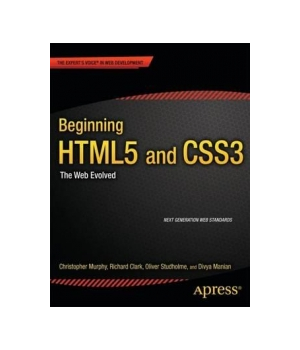 THE EXPERT'S VOICE® IN WEB DEVELOPMENT
Beginning
HTML5 and CSS3
The Web Evolved
NEXT GENERATION WEB STANDARDS
Christopher Murphy, Richard Clark, Oliver Studholme, and Divya Manian
Apress®